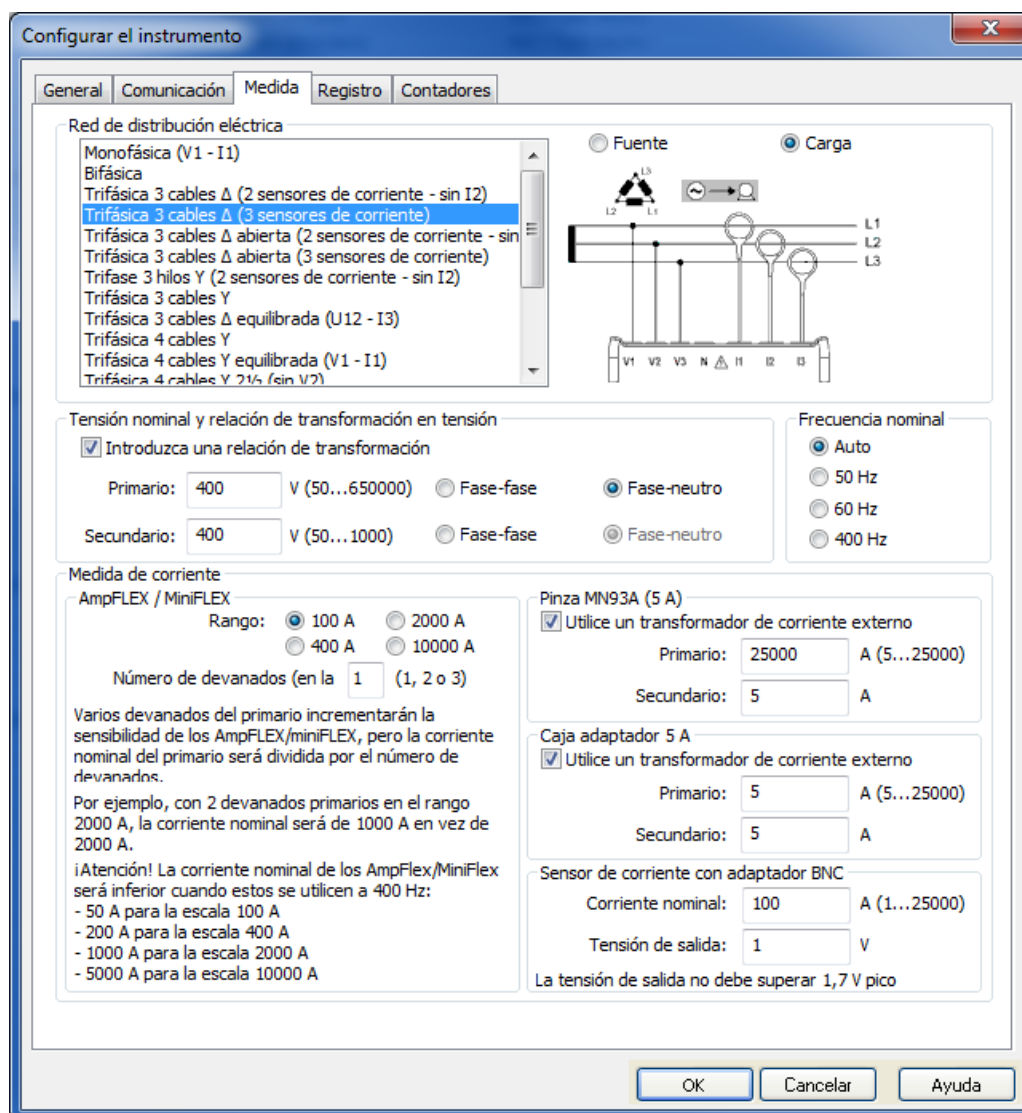 Configurar el instrumento
General Comunicación Medida Registro Contadores
Red de distribución eléctrica
Monofásica (V1 - I1)
Bifásica
Trifásica 3 cables Δ (2 sensores de corriente - sin I2)
Trifásica 3 cables Δ (3 sensores de corriente)
Trifásica 3 cables Δ abierta (2 sensores de corriente - sin
Trifásica 3 cables Δ abierta (3 sensores de corriente)
Trifase 3 hilos Y (2 sensores de corriente - sin I2)
Trifásica 3 cables Y
Trifásica 3 cables Δ equilibrada (U12 - I3)
Trifásica 4 cables Y
Trifásica 4 cables Y equilibrada (V1 - I1)
Trifásica 4 cables Y 2½ (sin V2)
Fuente Carga
L3
L2 L1
L1
L2
L3
V1 V2 V3 N I1 I2 I3
Tensión nominal y relación de transformación en tensión
Introduzca una relación de transformación
Primario: 400 V (50...650000) Fase-fase Fase-neutro
Secundario: 400 V (50...1000) Fase-fase Fase-neutro
Frecuencia nominal
Auto
50 Hz
60 Hz
400 Hz
Medida de corriente
AmpFLEX / MiniFLEX
Rango: 100 A 2000 A
400 A 10000 A
Número de devanados (en la 1 (1, 2 o 3)
Varios devanados del primario incrementarán la
sensibilidad de los AmpFLEX/miniFLEX, pero la corriente
nominal del primario será dividida por el número de
devanados.
Por ejemplo, con 2 devanados primarios en el rango
2000 A, la corriente nominal será de 1000 A en vez de
2000 A.
¡Atención! La corriente nominal de los AmpFlex/MiniFlex
será inferior cuando estos se utilicen a 400 Hz:
- 50 A para la escala 100 A
- 200 A para la escala 400 A
- 1000 A para la escala 2000 A
- 5000 A para la escala 10000 A
Pinza MN93A (5 A)
Utilice un transformador de corriente externo
Primario: 25000 A (5...25000)
Secundario: 5 A
Caja adaptador 5 A
Utilice un transformador de corriente externo
Primario: 5 A (5...25000)
Secundario: 5 A
Sensor de corriente con adaptador BNC
Corriente nominal: 100 A (1...25000)
Tensión de salida: 1 V
La tensión de salida no debe superar 1,7 V pico
OK Cancelar Ayuda